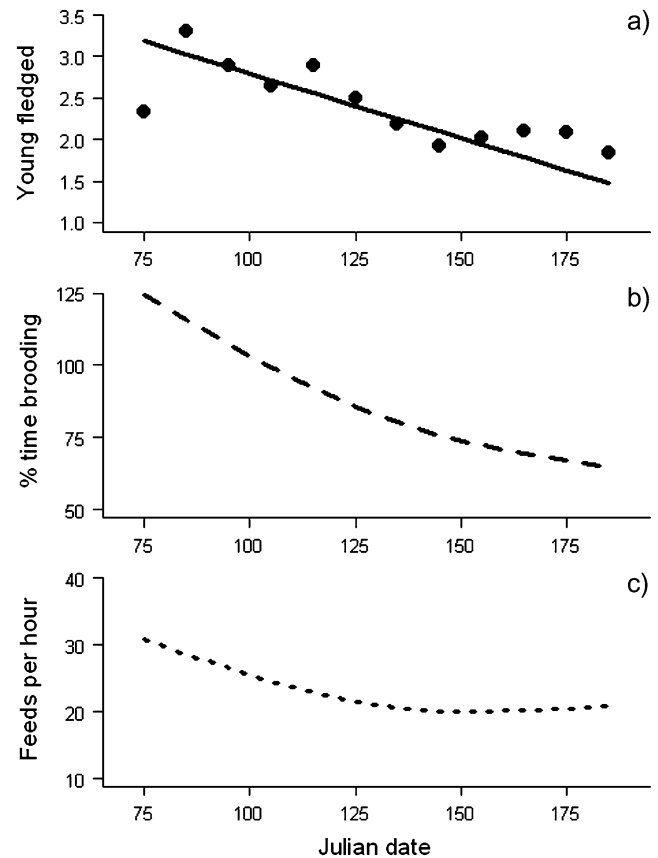 a)
Young fledged
3.5
3.0
2.5
2.0
1.5
1.0
75 100 125 150 175
b)
% time brooding
125
100
75
50
75 100 125 150 175
c)
Feeds per hour
40
30
20
10
75 100 125 150 175
Julian date